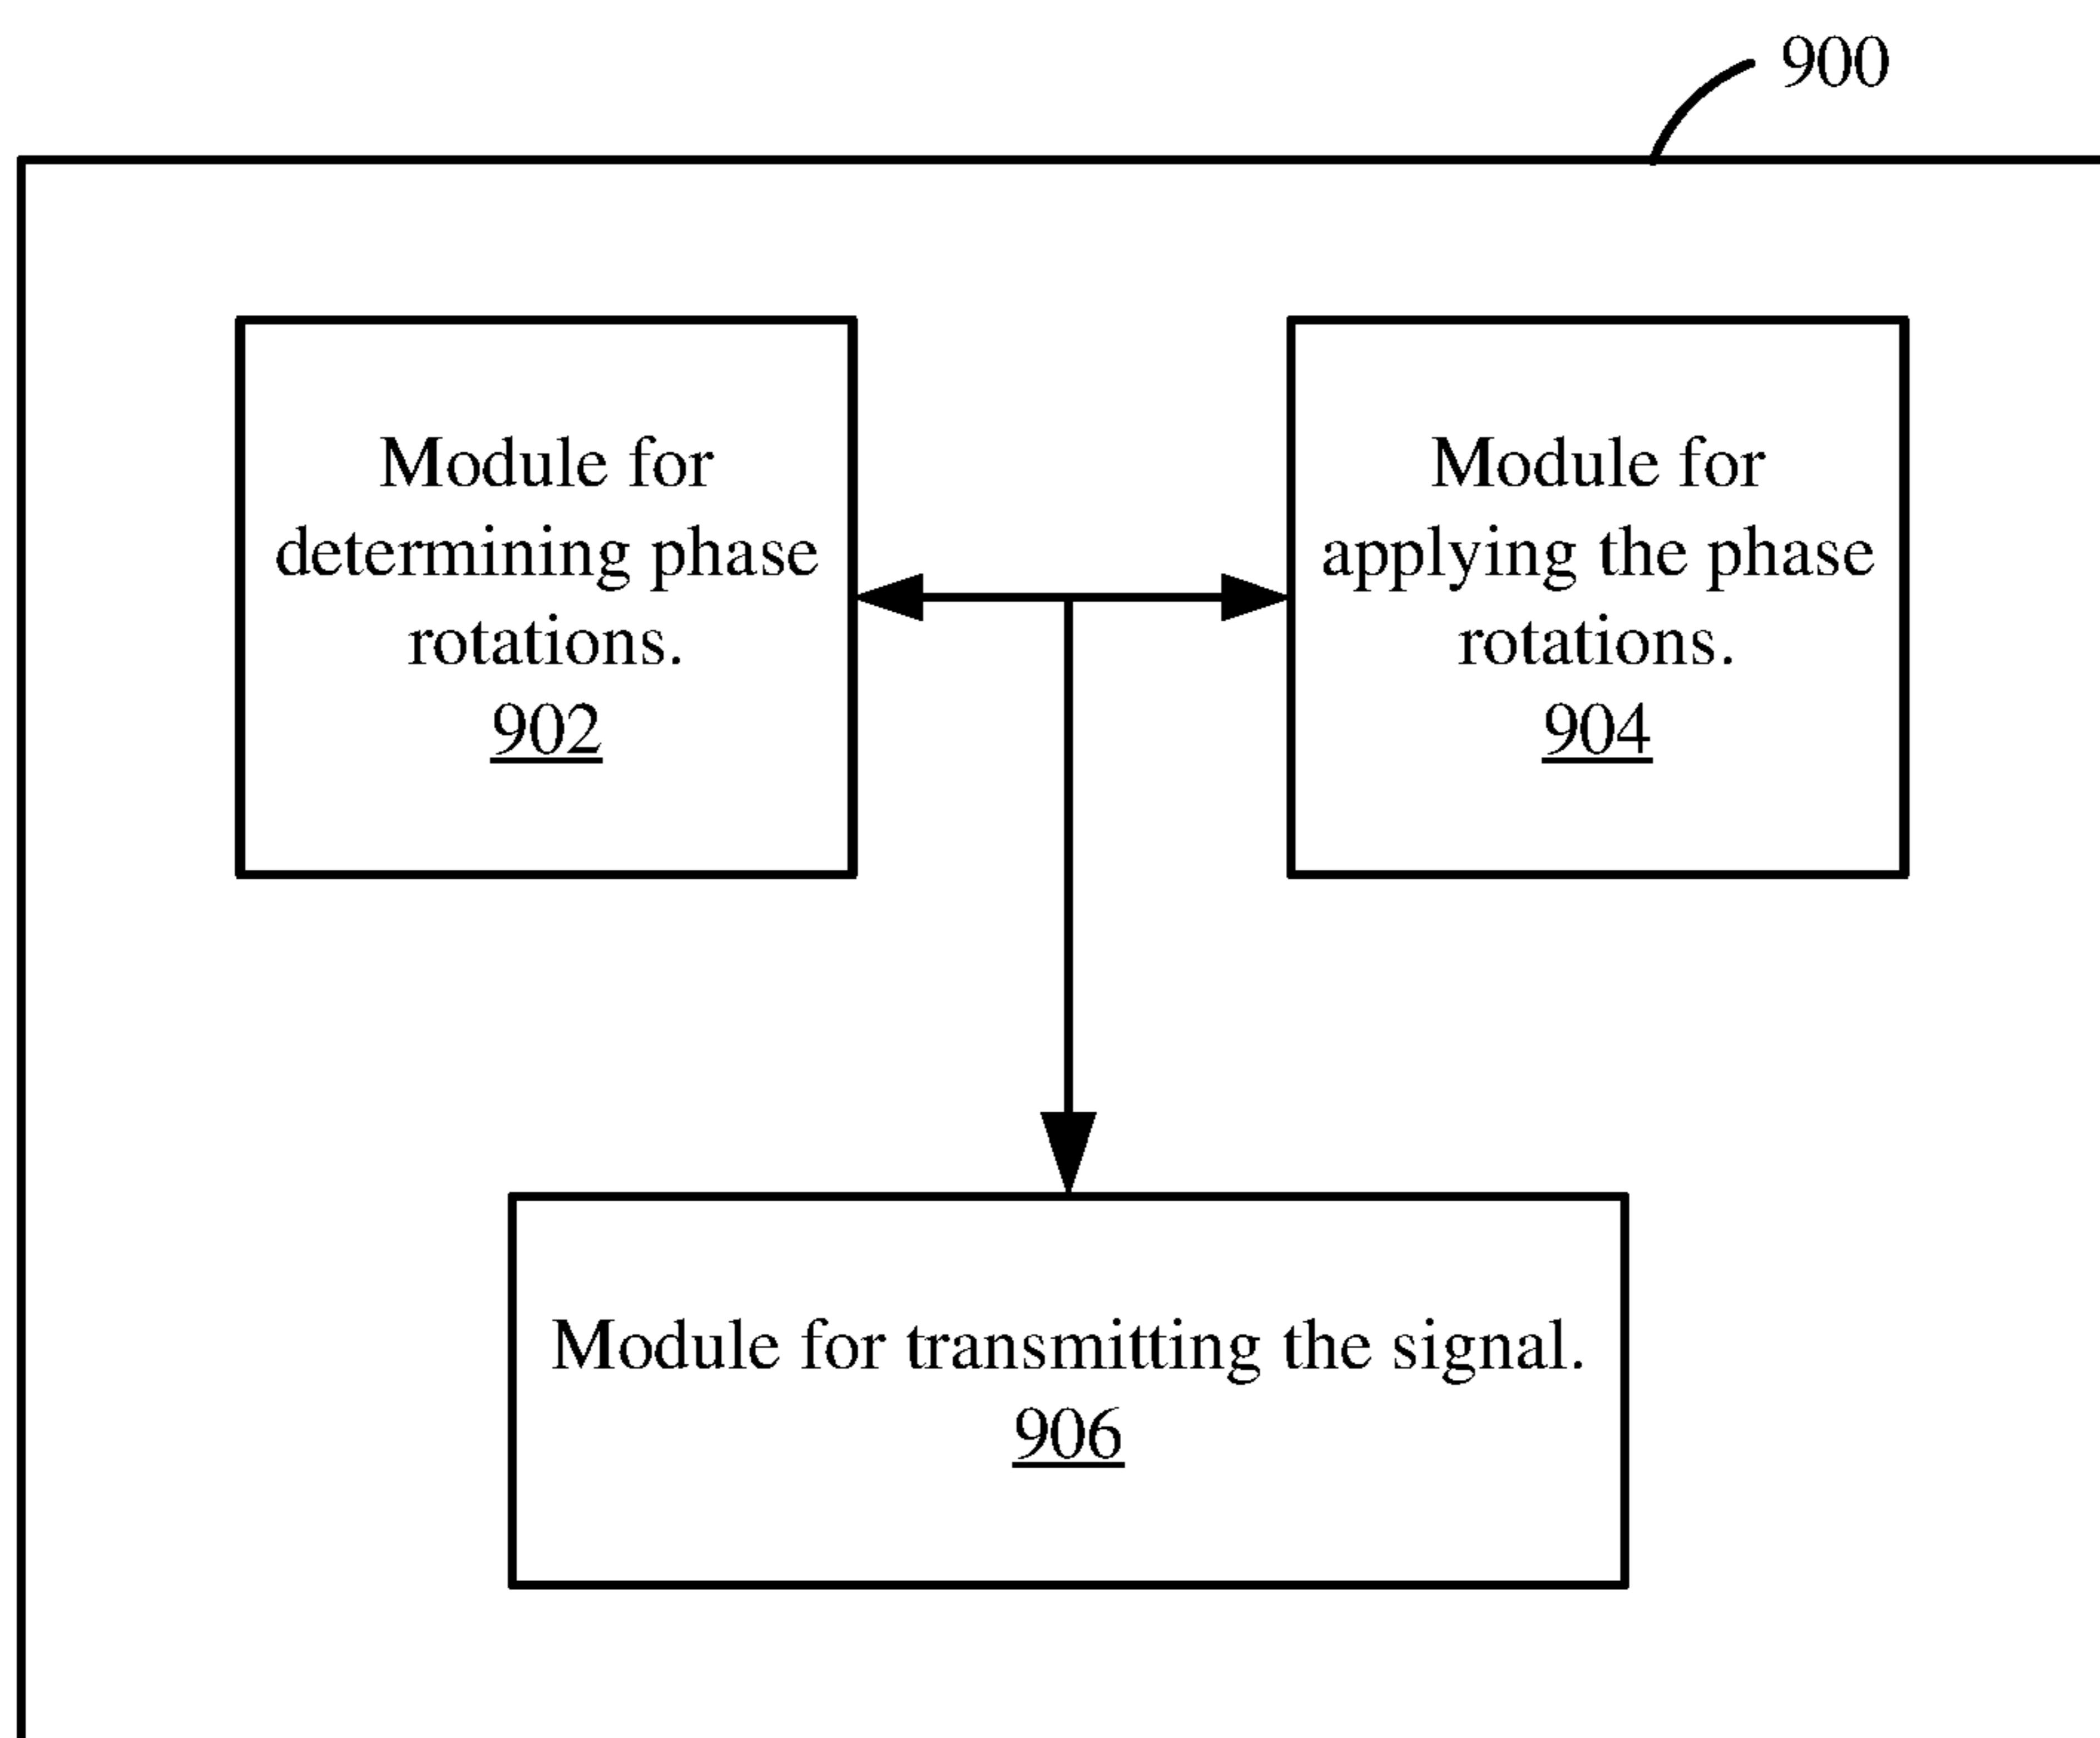 900
Module for
determining phase
rotations.
902
Module for
applying the phase
rotations.
904
Module for transmitting the signal.
906